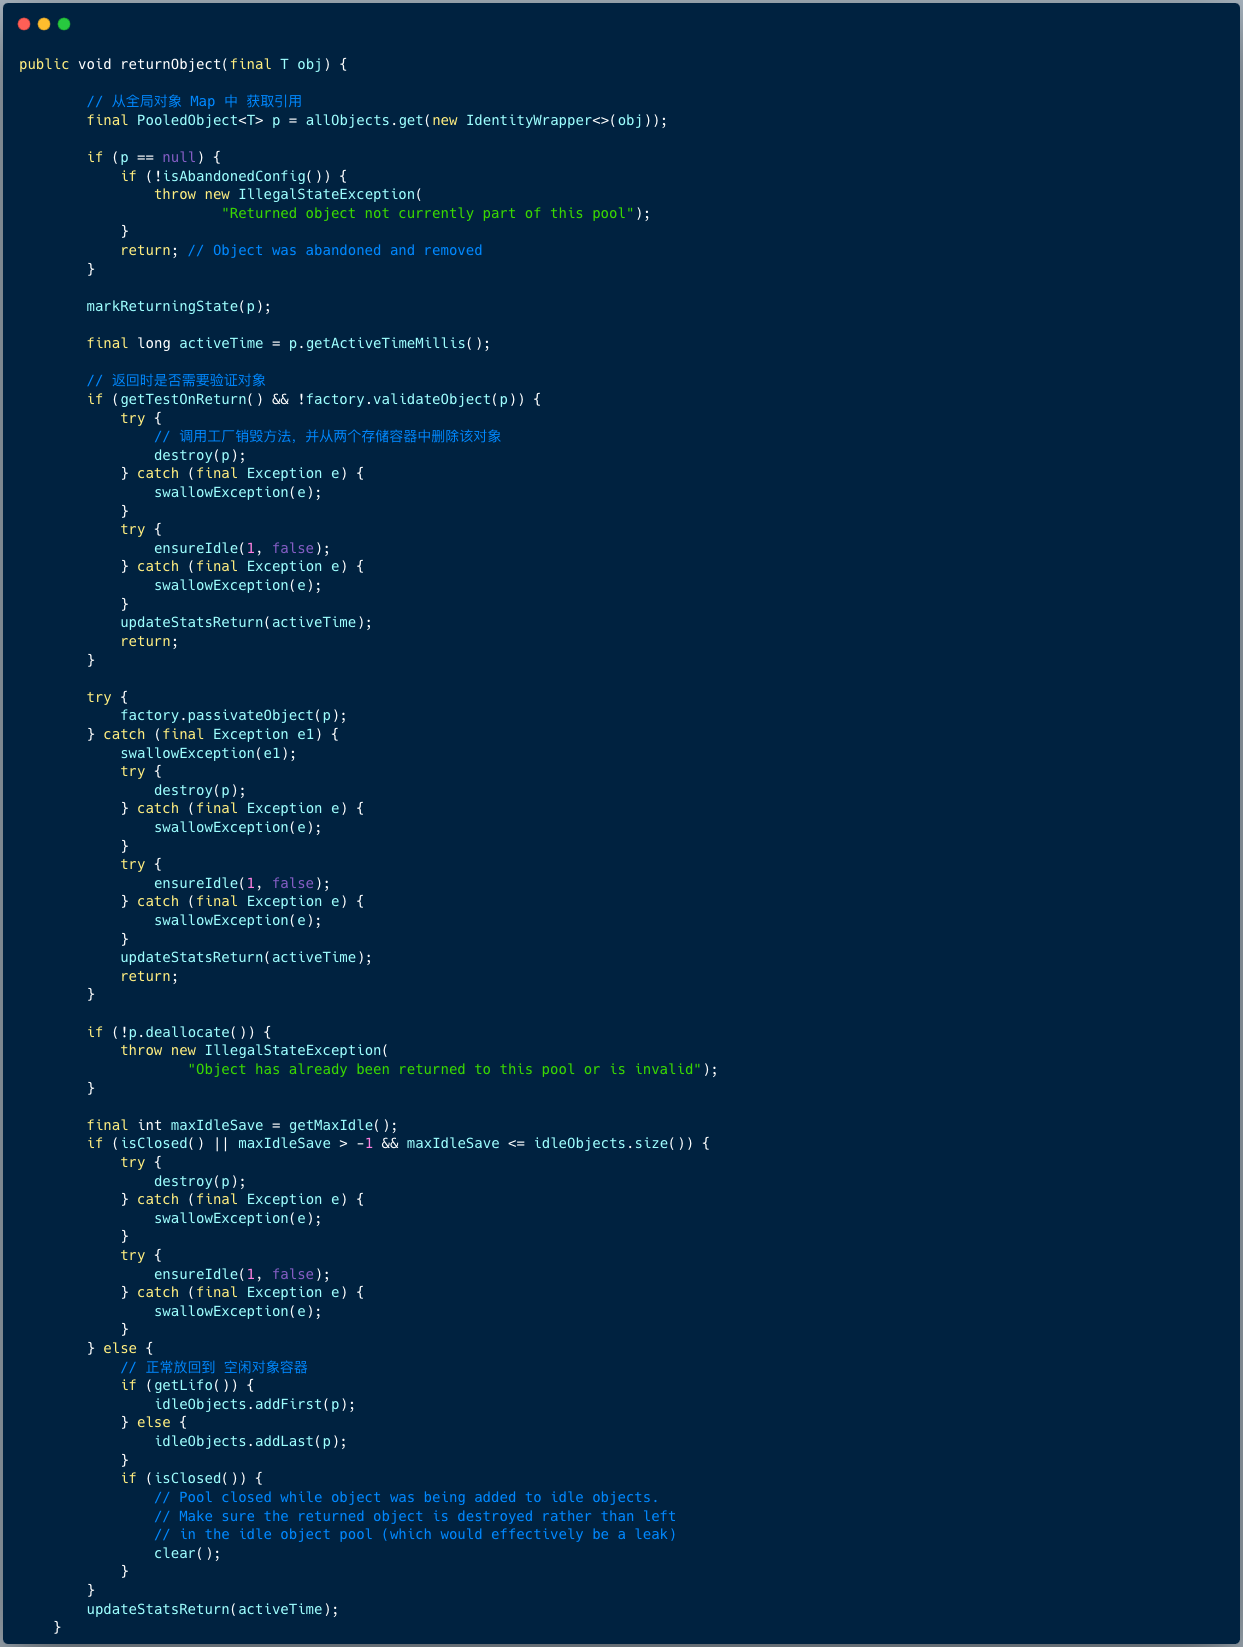 public void returnObject(final T obj) {

        // 从全局对象 Map 中 获取引用
        final PooledObject<T> p = allObjects.get(new IdentityWrapper<>(obj));

        if (p == null) {
            if (!isAbandonedConfig()) {
                throw new IllegalStateException(
                        "Returned object not currently part of this pool");
            }
            return; // Object was abandoned and removed
        }

        markReturningState(p);

        final long activeTime = p.getActiveTimeMillis();

        // 返回时是否需要验证对象
        if (getTestOnReturn() && !factory.validateObject(p)) {
            try {
                // 调用工厂销毁方法，并从两个存储容器中删除该对象
                destroy(p);
            } catch (final Exception e) {
                swallowException(e);
            }
            try {
                ensureIdle(1, false);
            } catch (final Exception e) {
                swallowException(e);
            }
            updateStatsReturn(activeTime);
            return;
        }

        try {
            factory.passivateObject(p);
        } catch (final Exception e1) {
            swallowException(e1);
            try {
                destroy(p);
            } catch (final Exception e) {
                swallowException(e);
            }
            try {
                ensureIdle(1, false);
            } catch (final Exception e) {
                swallowException(e);
            }
            updateStatsReturn(activeTime);
            return;
        }

        if (!p.deallocate()) {
            throw new IllegalStateException(
                    "Object has already been returned to this pool or is invalid");
        }

        final int maxIdleSave = getMaxIdle();
        if (isClosed() || maxIdleSave > -1 && maxIdleSave <= idleObjects.size()) {
            try {
                destroy(p);
            } catch (final Exception e) {
                swallowException(e);
            }
            try {
                ensureIdle(1, false);
            } catch (final Exception e) {
                swallowException(e);
            }
        } else {
            // 正常放回到 空闲对象容器
            if (getLifo()) {
                idleObjects.addFirst(p);
            } else {
                idleObjects.addLast(p);
            }
            if (isClosed()) {
                // Pool closed while object was being added to idle objects.
                // Make sure the returned object is destroyed rather than left
                // in the idle object pool (which would effectively be a leak)
                clear();
            }
        }
        updateStatsReturn(activeTime);
    }